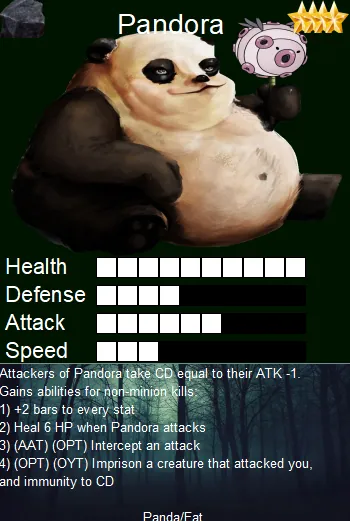 Pandora
Health
Defense
Attack
Speed
Attackers of Pandora take CD equal to their ATK -1.
Gains abilities for non-minion kills:
1) +2 bars to every stat
2) Heal 6 HP when Pandora attacks
3) (AAT) (OPT) Intercept an attack
4) (OPT) (OYT) Imprison a creature that attacked you,
and immunity to CD
Panda/Fat